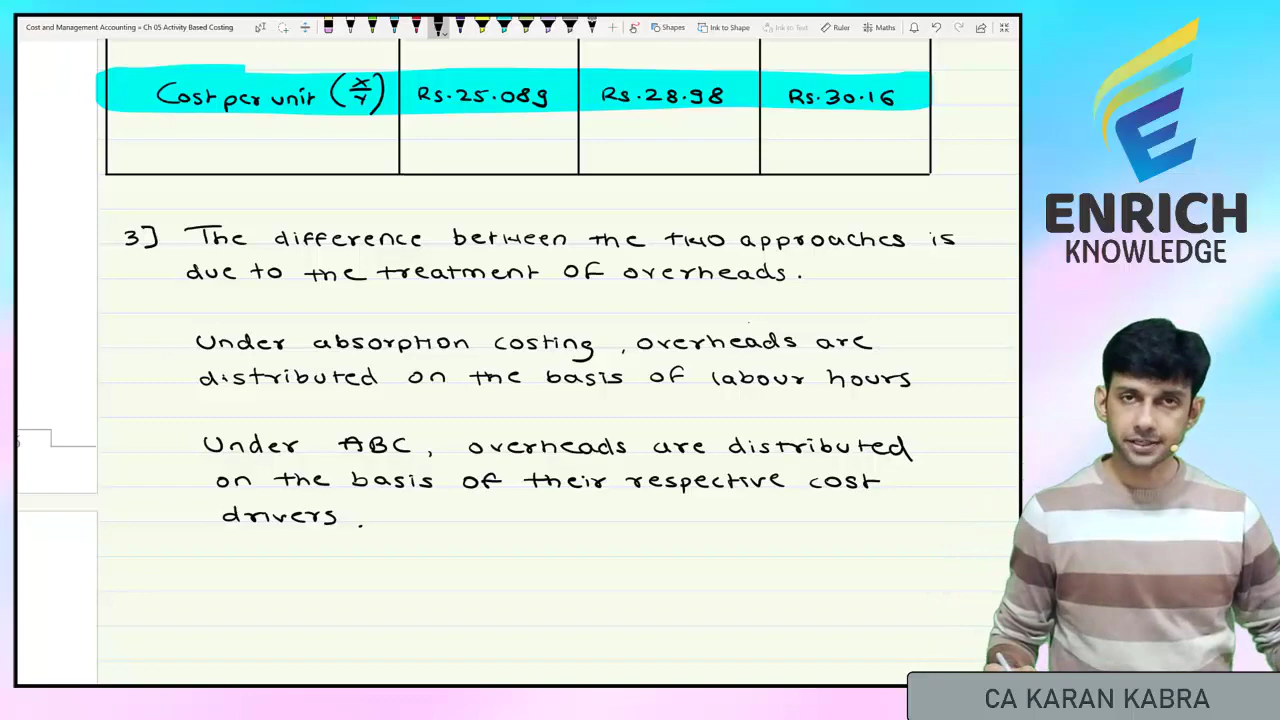 Cost and Management Accounting » Ch 05 Activity Based Costing
Shapes
Ink to Shape
Ink to Text
Ruler
Maths
Cost per unit (X/Y) Rs.25.089 Rs.28.98 Rs.30.16
3] The difference between the two approaches is
due to the treatment of overheads.
Under absorption costing, overheads are
distributed on the basis of labour hours
Under ABC, overheads are distributed
on the basis of their respective cost
drivers.
ENRICH
KNOWLEDGE
CA KARAN KABRA